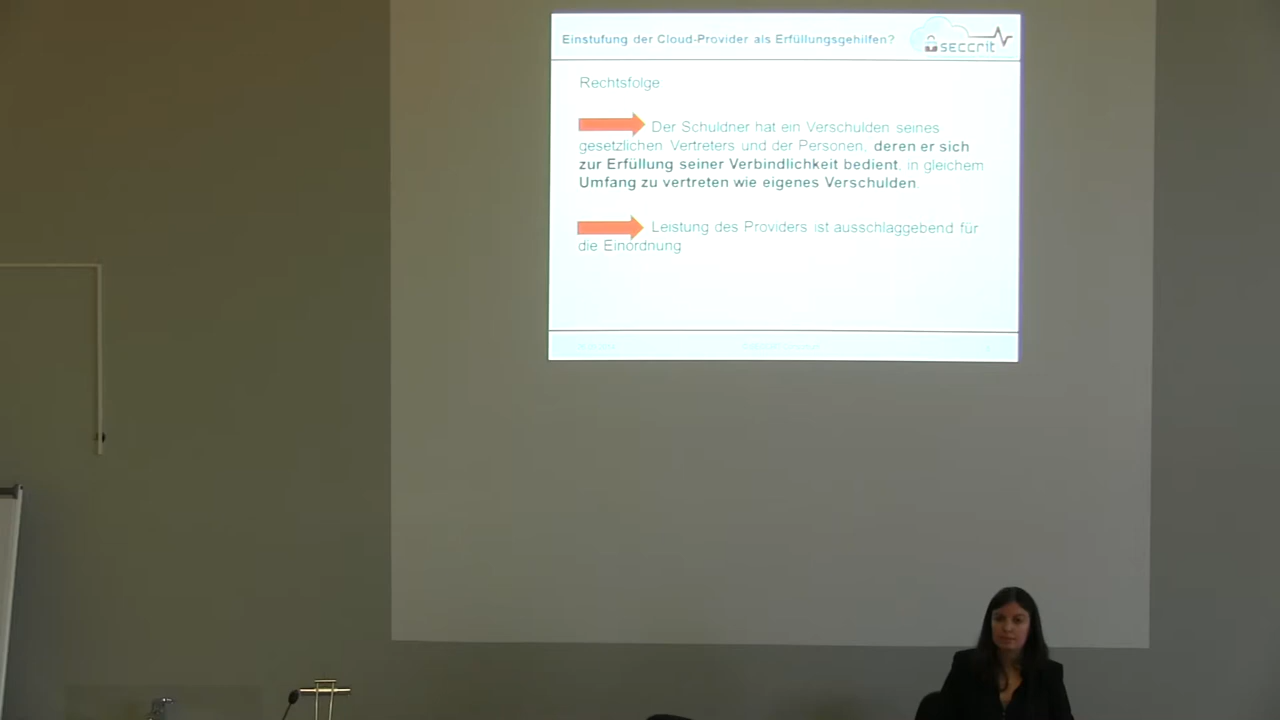 Einstufung der Cloud-Provider als Erfüllungsgehilfen?
seccrit
Rechtsfolge
Der Schuldner hat ein Verschulden seines
gesetzlichen Vertreters und der Personen, deren er sich
zur Erfüllung seiner Verbindlichkeit bedient, in gleichem
Umfang zu vertreten wie eigenes Verschulden.
Leistung des Providers ist ausschlaggebend für
die Einordnung